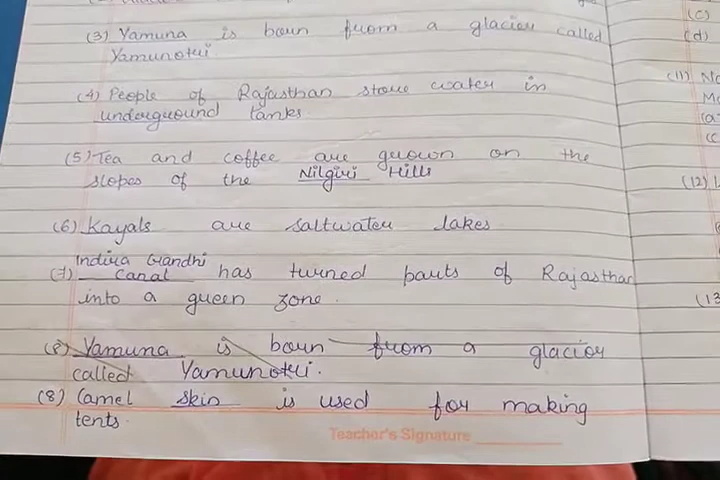 (3) Yamuna is born from a glacier called
Yamunotri
(4) People of Rajasthan store water in
underground tanks.
(5) Tea and coffee are grown on the
slopes of the Nilgiri Hills
(6) Kayals are saltwater lakes
Indira Gandhi
(7) Canal has turned parts of Rajasthan
into a green zone.
(8) Yamuna is born from a glacier
called Yamunotri.
(8) Camel skin is used for making
tents.
Teacher's Signature
(c)
(d)
(11)
(a
(c
(12)
(13